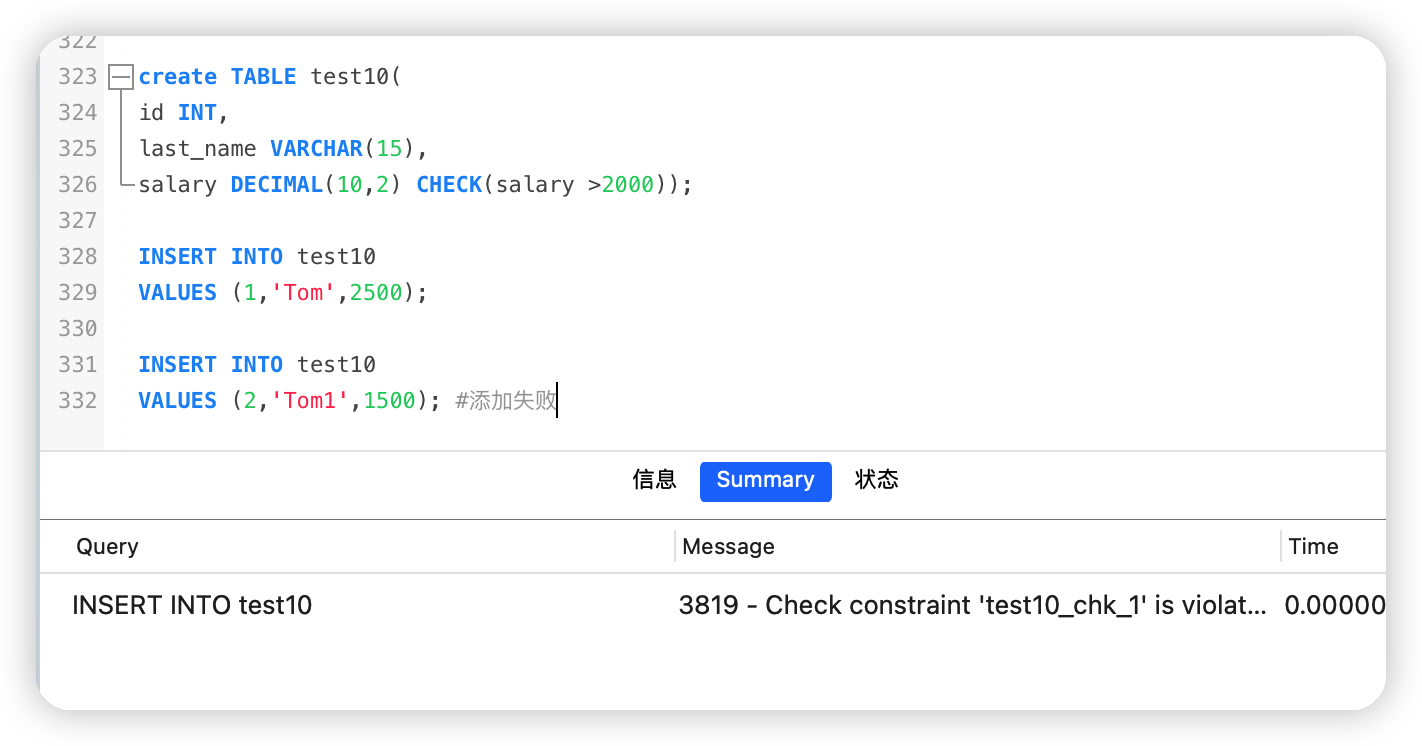 322
323 create TABLE test10(
324 id INT,
325 last_name VARCHAR(15),
326 salary DECIMAL(10,2) CHECK(salary >2000));
327
328 INSERT INTO test10
329 VALUES (1,'Tom',2500);
330
331 INSERT INTO test10
332 VALUES (2,'Tom1',1500); #添加失败
信息 Summary 状态
Query Message Time
INSERT INTO test10 3819 - Check constraint 'test10_chk_1' is violat... 0.00000